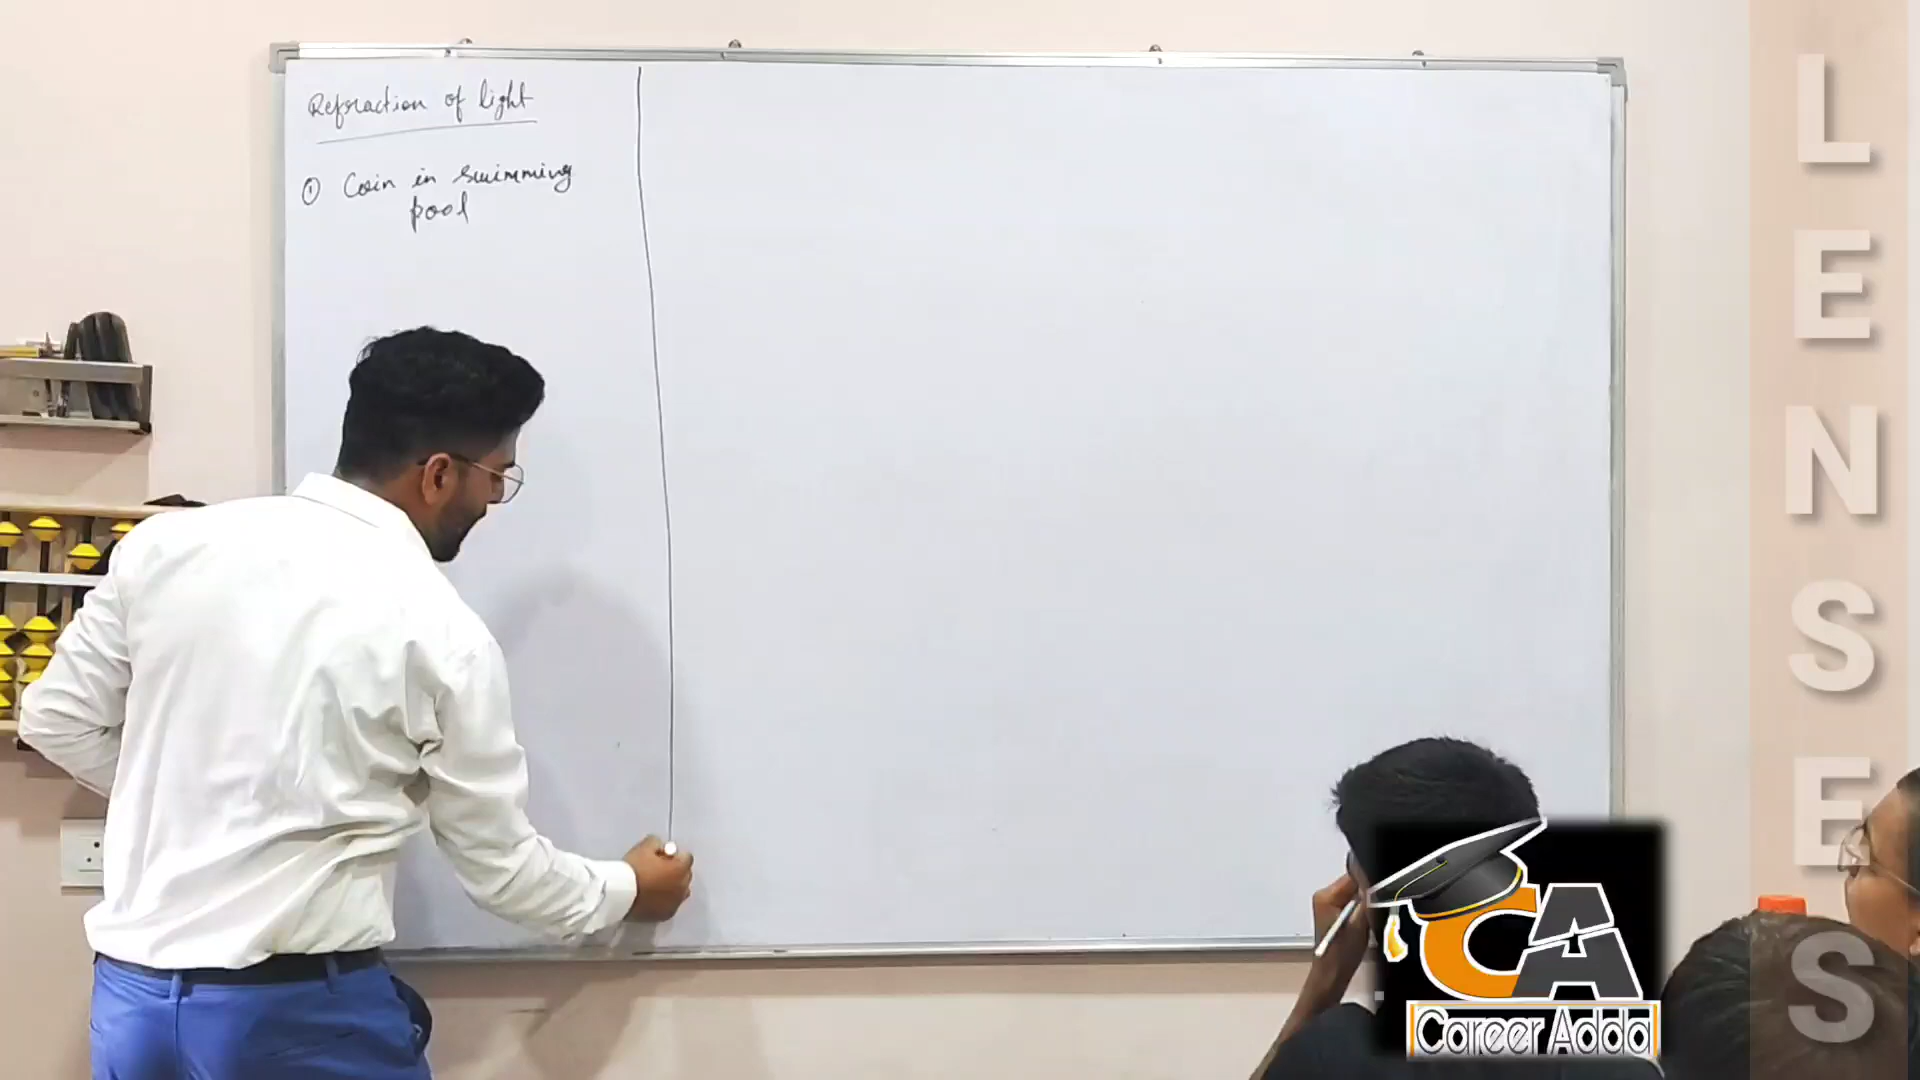 Refraction of light
① Coin in swimming
pool
LENSES
CA
Career Adda